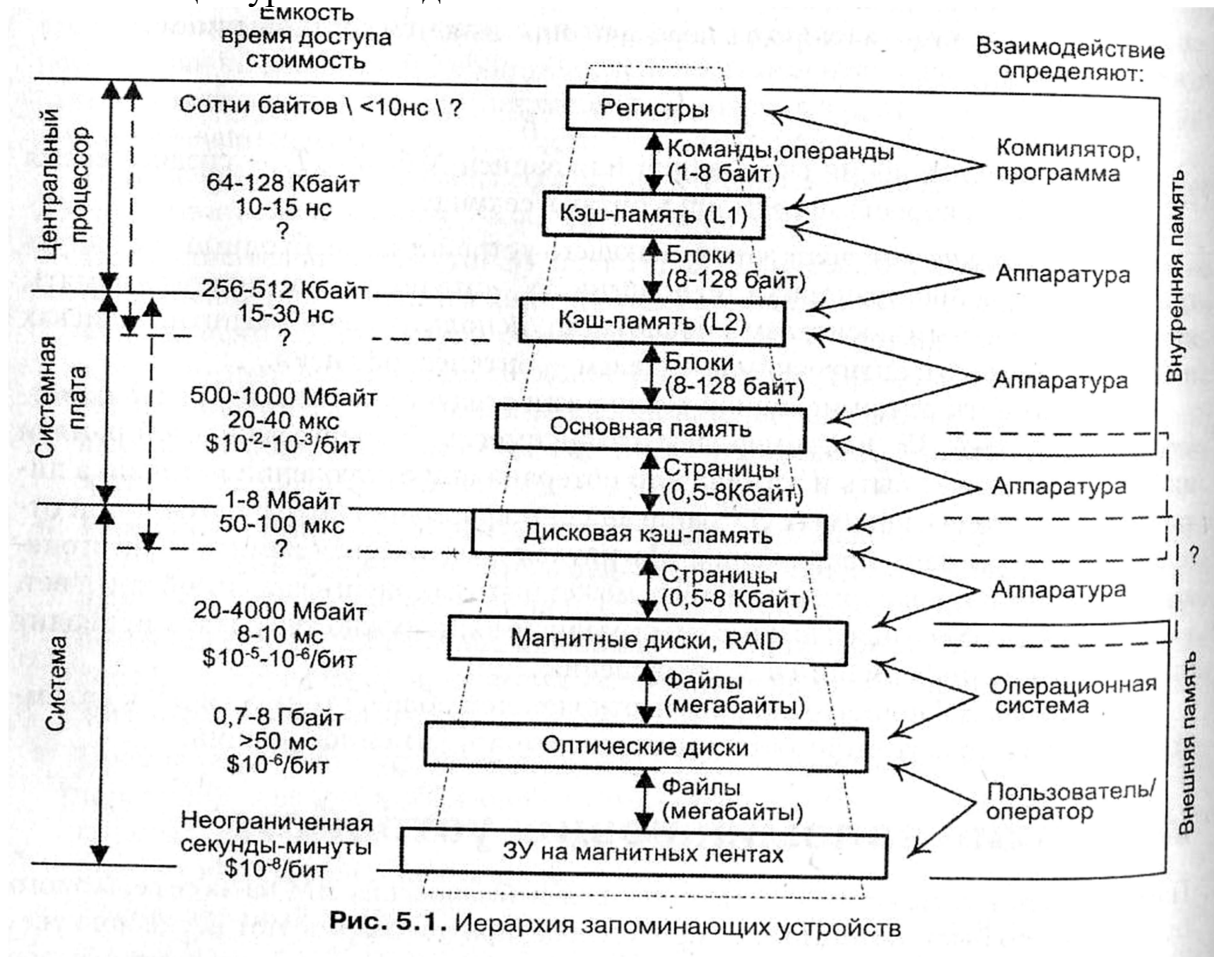 Емкость
время доступа
стоимость
Взаимодействие
определяют:
Сотни байтов \ <10нс \ ?
Регистры
Команды,операнды
(1-8 байт)
Компилятор,
программа
Центральный
процессор
64-128 Кбайт
10-15 нс
?
Кэш-память (L1)
Блоки
(8-128 байт)
Аппаратура
Внутренняя память
256-512 Кбайт
15-30 нс
?
Кэш-память (L2)
Блоки
(8-128 байт)
Аппаратура
Системная
плата
500-1000 Мбайт
20-40 мкс
$10⁻²-10⁻³/бит
Основная память
Страницы
(0,5-8Кбайт)
Аппаратура
1-8 Мбайт
50-100 мкс
?
Дисковая кэш-память
Страницы
(0,5-8 Кбайт)
Аппаратура
?
20-4000 Мбайт
8-10 мс
$10⁻⁵-10⁻⁶/бит
Магнитные диски, RAID
Файлы
(мегабайты)
Операционная
система
Система
0,7-8 Гбайт
>50 мс
$10⁻⁶/бит
Оптические диски
Файлы
(мегабайты)
Пользователь/
оператор
Внешняя память
Неограниченная
секунды-минуты
$10⁻⁸/бит
ЗУ на магнитных лентах
Рис. 5.1. Иерархия запоминающих устройств